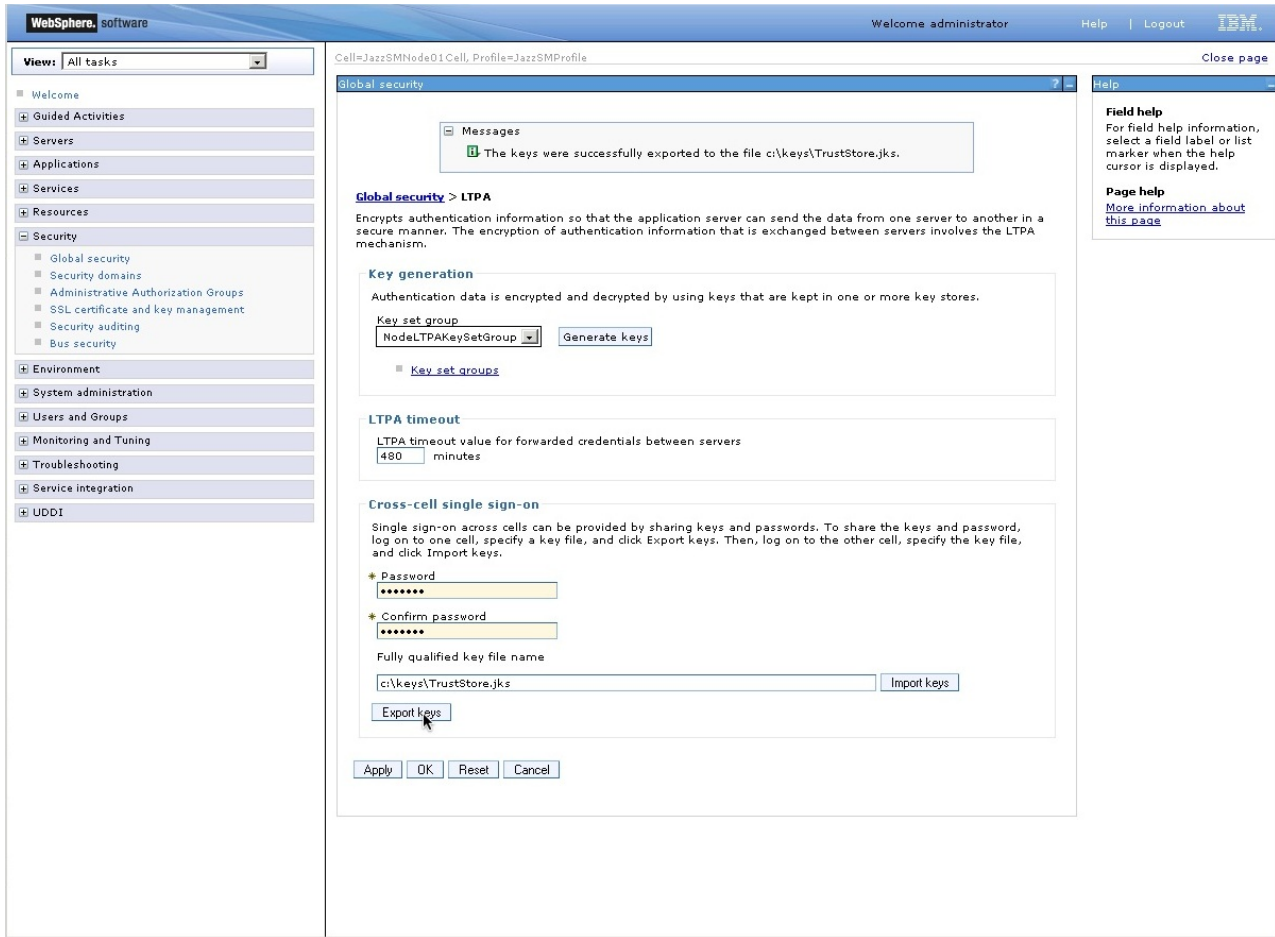 WebSphere. software
Welcome administrator
Help | Logout
IBM.
View: All tasks
Welcome
Guided Activities
Servers
Applications
Services
Resources
Security
Global security
Security domains
Administrative Authorization Groups
SSL certificate and key management
Security auditing
Bus security
Environment
System administration
Users and Groups
Monitoring and Tuning
Troubleshooting
Service integration
UDDI
Cell=JazzSMNode01Cell, Profile=JazzSMProfile
Close page
Global security
? -
Messages
The keys were successfully exported to the file c:\keys\TrustStore.jks.
Global security > LTPA
Encrypts authentication information so that the application server can send the data from one server to another in a
secure manner. The encryption of authentication information that is exchanged between servers involves the LTPA
mechanism.
Key generation
Authentication data is encrypted and decrypted by using keys that are kept in one or more key stores.
Key set group
NodeLTPAKeySetGroup
Generate keys
Key set groups
LTPA timeout
LTPA timeout value for forwarded credentials between servers
480 minutes
Cross-cell single sign-on
Single sign-on across cells can be provided by sharing keys and passwords. To share the keys and password,
log on to one cell, specify a key file, and click Export keys. Then, log on to the other cell, specify the key file,
and click Import keys.
* Password
•••••••
* Confirm password
•••••••
Fully qualified key file name
c:\keys\TrustStore.jks
Import keys
Export keys
Apply OK Reset Cancel
Help
Field help
For field help information,
select a field label or list
marker when the help
cursor is displayed.
Page help
More information about
this page